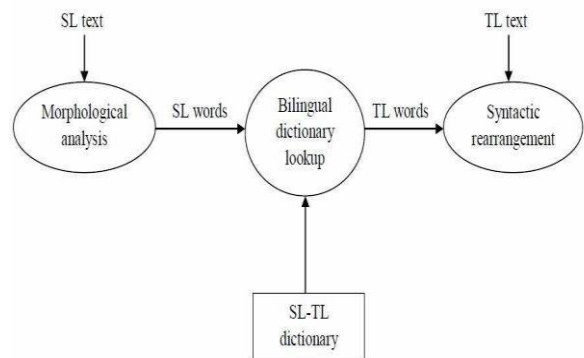 SL text
TL text
Morphological
analysis
SL words
Bilingual
dictionary
lookup
TL words
Syntactic
rearrangement
SL-TL
dictionary